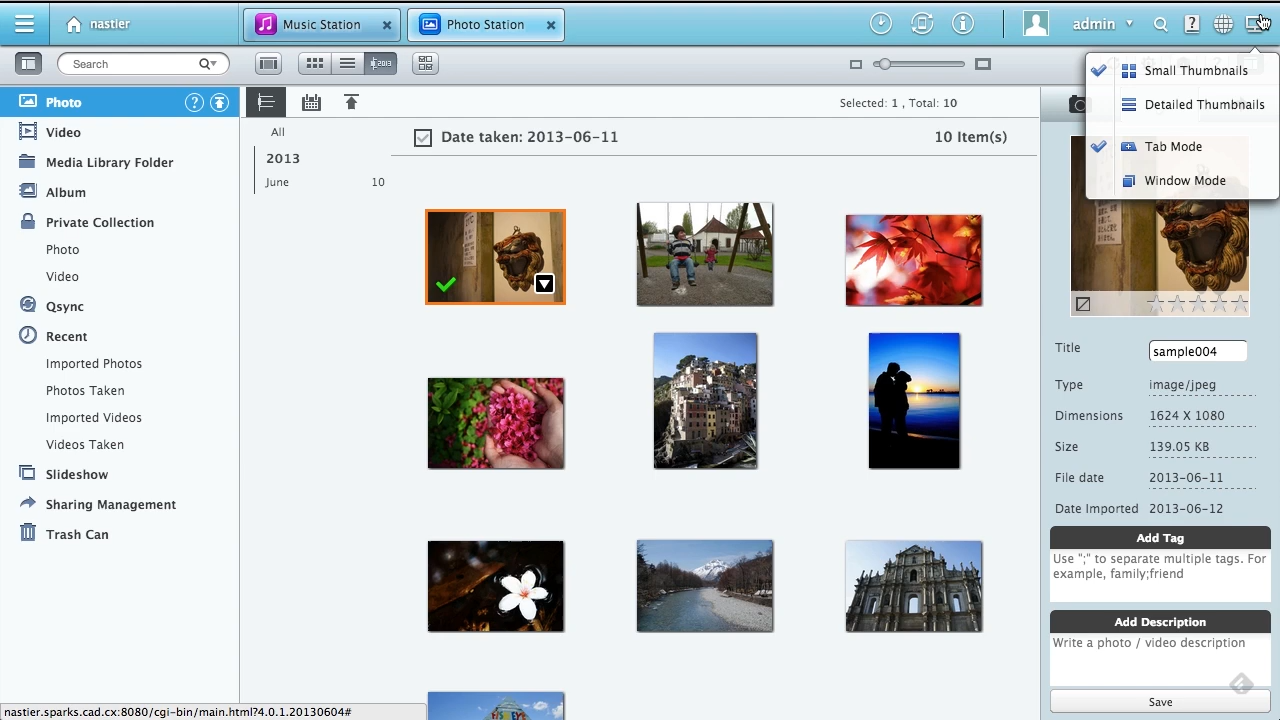 nastier
Music Station
Photo Station
admin
Search
2013
Small Thumbnails
Detailed Thumbnails
Tab Mode
Window Mode
Photo
Video
Media Library Folder
Album
Private Collection
Photo
Video
Qsync
Recent
Imported Photos
Photos Taken
Imported Videos
Videos Taken
Slideshow
Sharing Management
Trash Can
Selected: 1 , Total: 10
All
2013
June 10
Date taken: 2013-06-11 10 Item(s)
Title sample004
Type image/jpeg
Dimensions 1624 X 1080
Size 139.05 KB
File date 2013-06-11
Date Imported 2013-06-12
Add Tag
Use ";" to separate multiple tags. For
example, family;friend
Add Description
Write a photo / video description
Save
nastier.sparks.cad.cx:8080/cgi-bin/main.html?4.0.1.20130604#